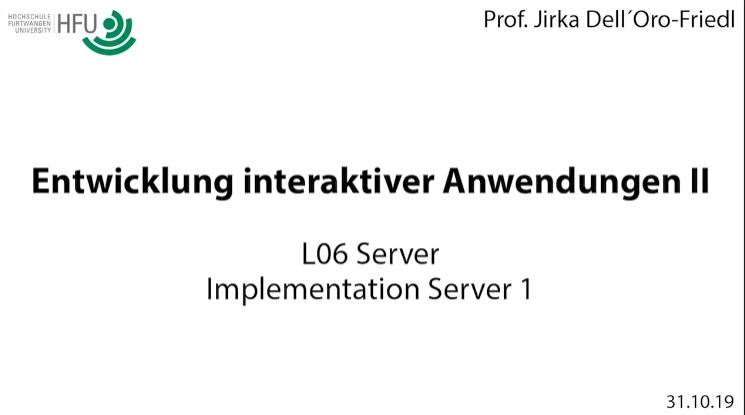 HOCHSCHULE
FURTWANGEN
UNIVERSITY
HFU
Prof. Jirka Dell´Oro-Friedl
Entwicklung interaktiver Anwendungen II
L06 Server
Implementation Server 1
31.10.19